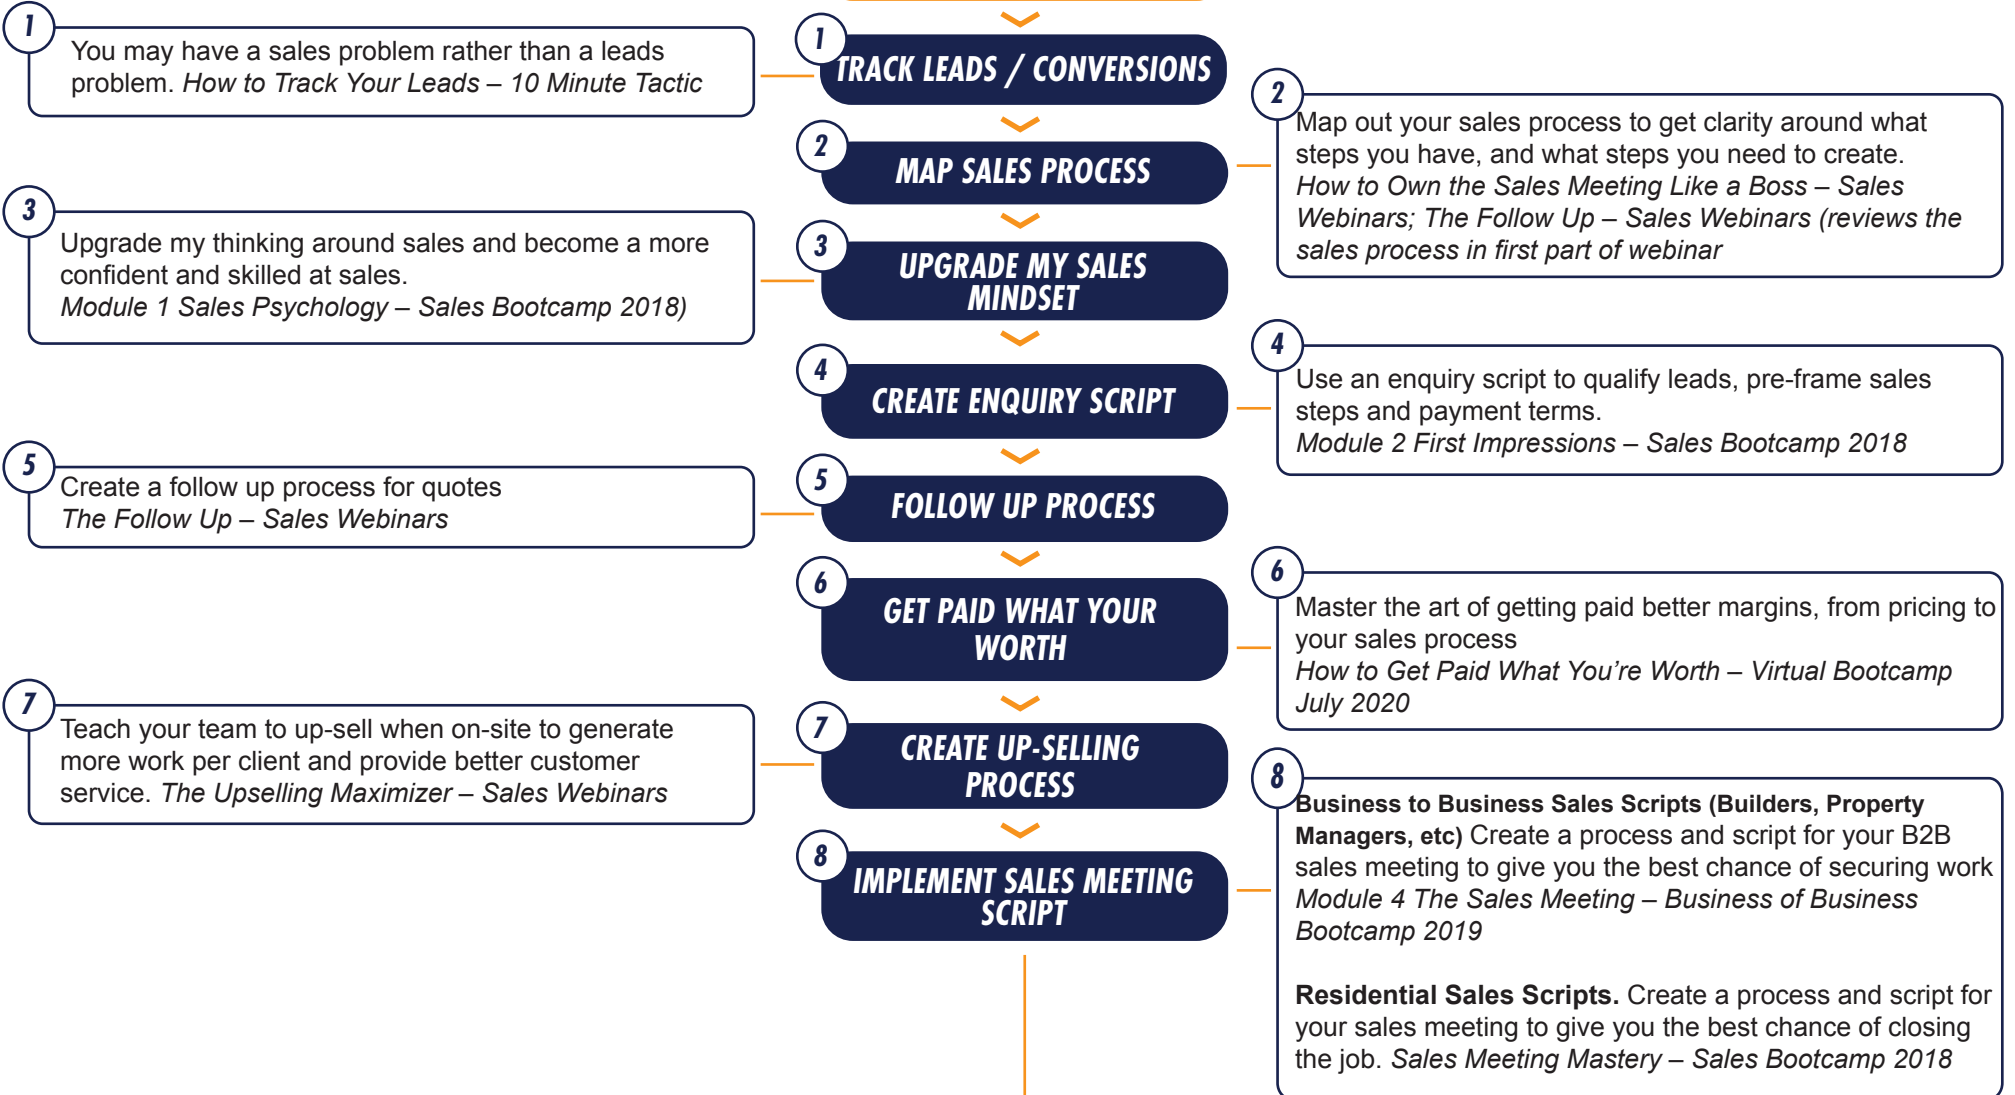 1
You may have a sales problem rather than a leads
problem. How to Track Your Leads – 10 Minute Tactic
1
TRACK LEADS / CONVERSIONS
2
MAP SALES PROCESS
2
Map out your sales process to get clarity around what
steps you have, and what steps you need to create.
How to Own the Sales Meeting Like a Boss – Sales
Webinars; The Follow Up – Sales Webinars (reviews the
sales process in first part of webinar
3
Upgrade my thinking around sales and become a more
confident and skilled at sales.
Module 1 Sales Psychology – Sales Bootcamp 2018)
3
UPGRADE MY SALES
MINDSET
4
CREATE ENQUIRY SCRIPT
4
Use an enquiry script to qualify leads, pre-frame sales
steps and payment terms.
Module 2 First Impressions – Sales Bootcamp 2018
5
Create a follow up process for quotes
The Follow Up – Sales Webinars
5
FOLLOW UP PROCESS
6
GET PAID WHAT YOUR
WORTH
6
Master the art of getting paid better margins, from pricing to
your sales process
How to Get Paid What You’re Worth – Virtual Bootcamp
July 2020
7
Teach your team to up-sell when on-site to generate
more work per client and provide better customer
service. The Upselling Maximizer – Sales Webinars
7
CREATE UP-SELLING
PROCESS
8
IMPLEMENT SALES MEETING
SCRIPT
8
Business to Business Sales Scripts (Builders, Property
Managers, etc) Create a process and script for your B2B
sales meeting to give you the best chance of securing work
Module 4 The Sales Meeting – Business of Business
Bootcamp 2019
Residential Sales Scripts. Create a process and script for
your sales meeting to give you the best chance of closing
the job. Sales Meeting Mastery – Sales Bootcamp 2018